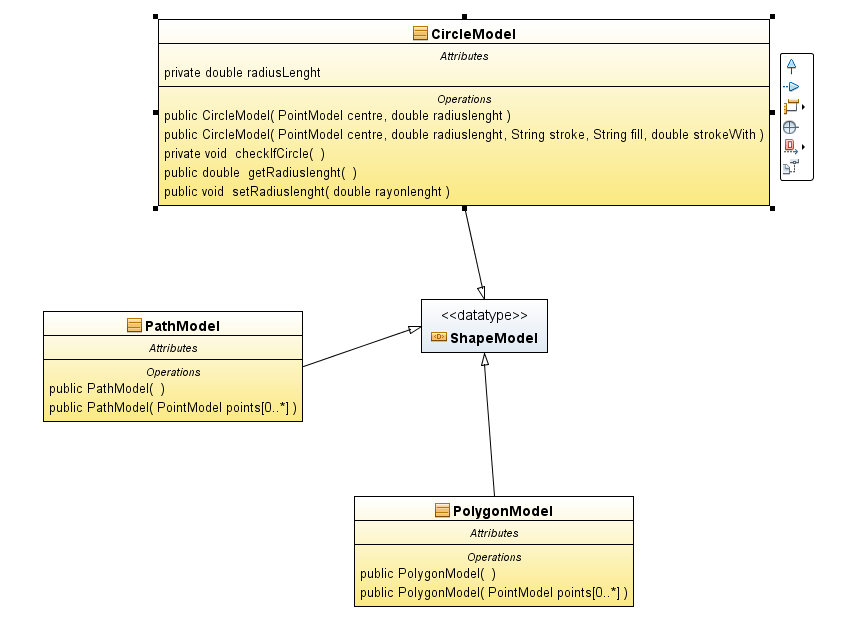 CircleModel
Attributes
private double radiusLenght
Operations
public CircleModel( PointModel centre, double radiuslenght )
public CircleModel( PointModel centre, double radiuslenght, String stroke, String fill, double strokeWith )
private void checkIfCircle( )
public double getRadiuslenght( )
public void setRadiuslenght( double rayonlenght )
<<datatype>>
ShapeModel
PathModel
Attributes
Operations
public PathModel( )
public PathModel( PointModel points[0..*] )
PolygonModel
Attributes
Operations
public PolygonModel( )
public PolygonModel( PointModel points[0..*] )